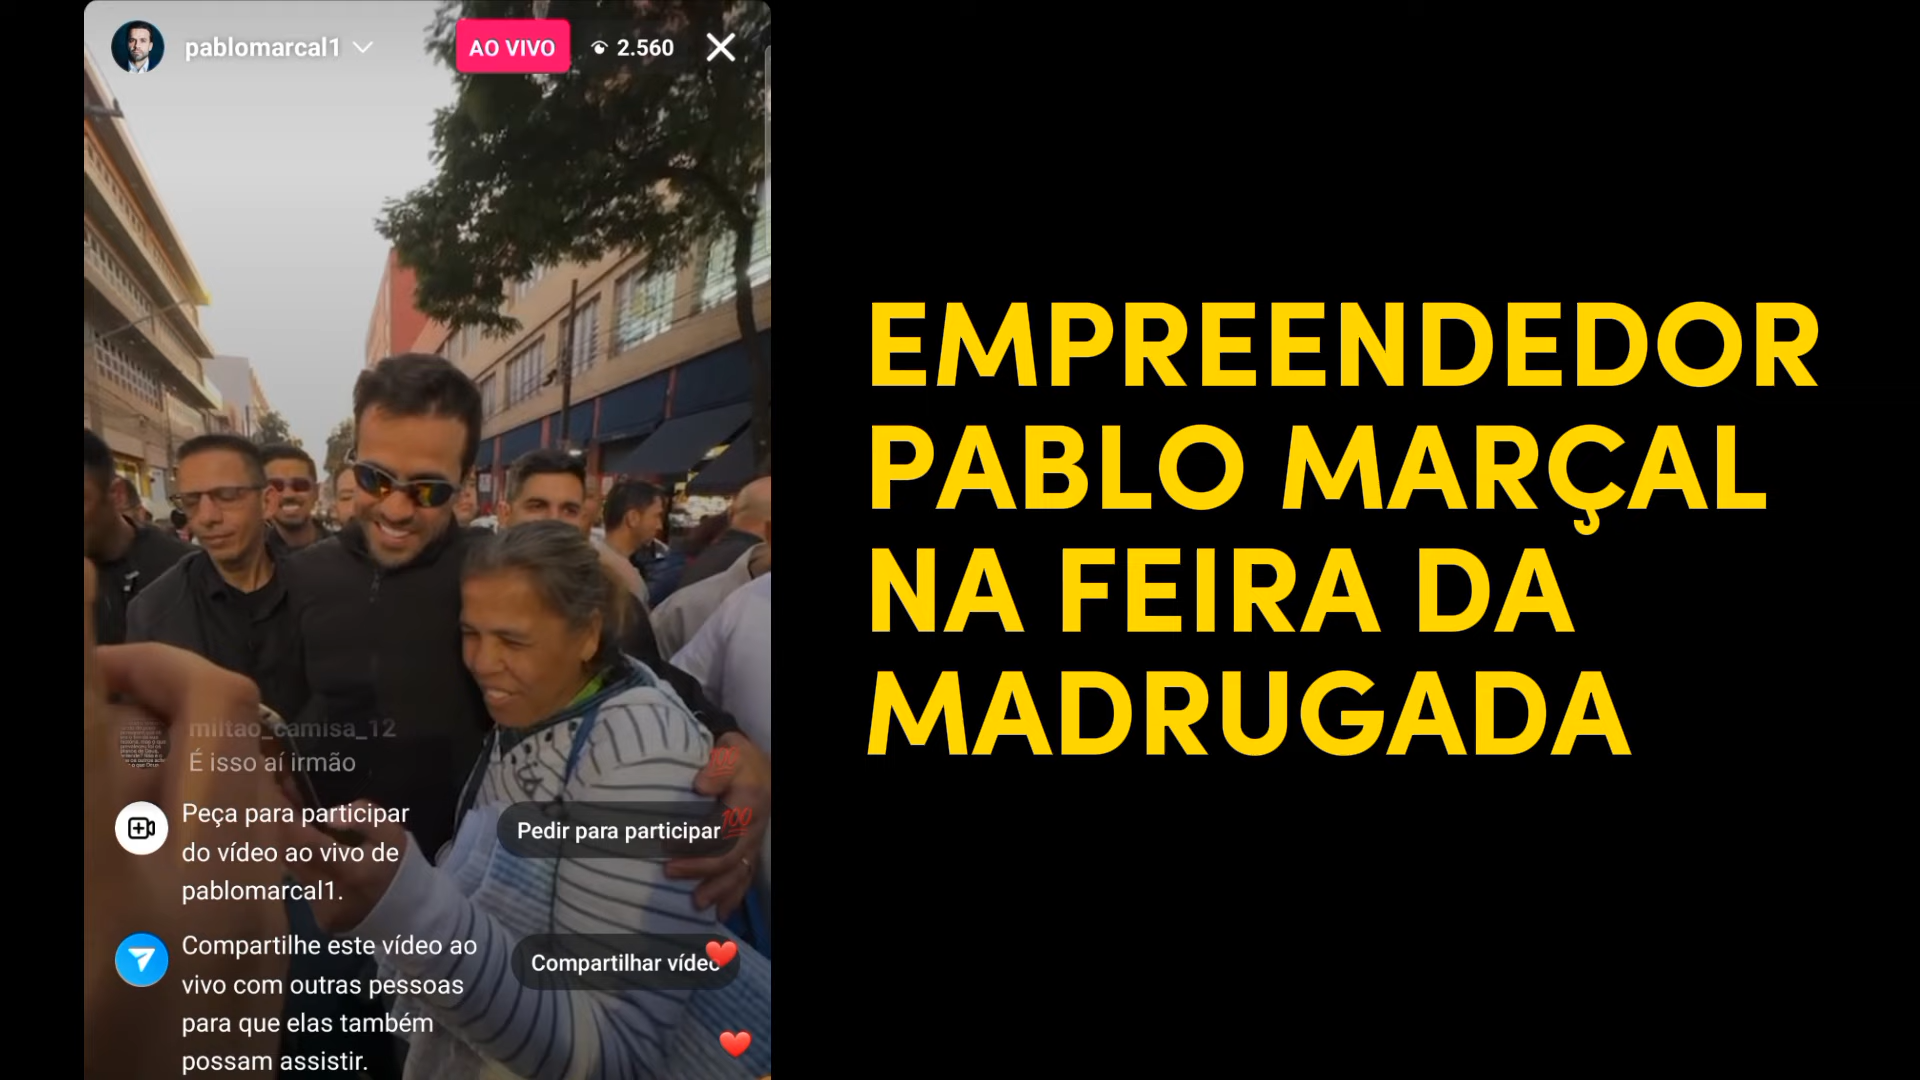 pablomarcal1
AO VIVO
2.560
EMPREENDEDOR
PABLO MARÇAL
NA FEIRA DA
MADRUGADA
miltao_camisa_12
É isso aí irmão
Peça para participar
do vídeo ao vivo de
pablomarcal1.
Pedir para participar
100
100
Compartilhe este vídeo ao
vivo com outras pessoas
para que elas também
possam assistir.
Compartilhar vídeo